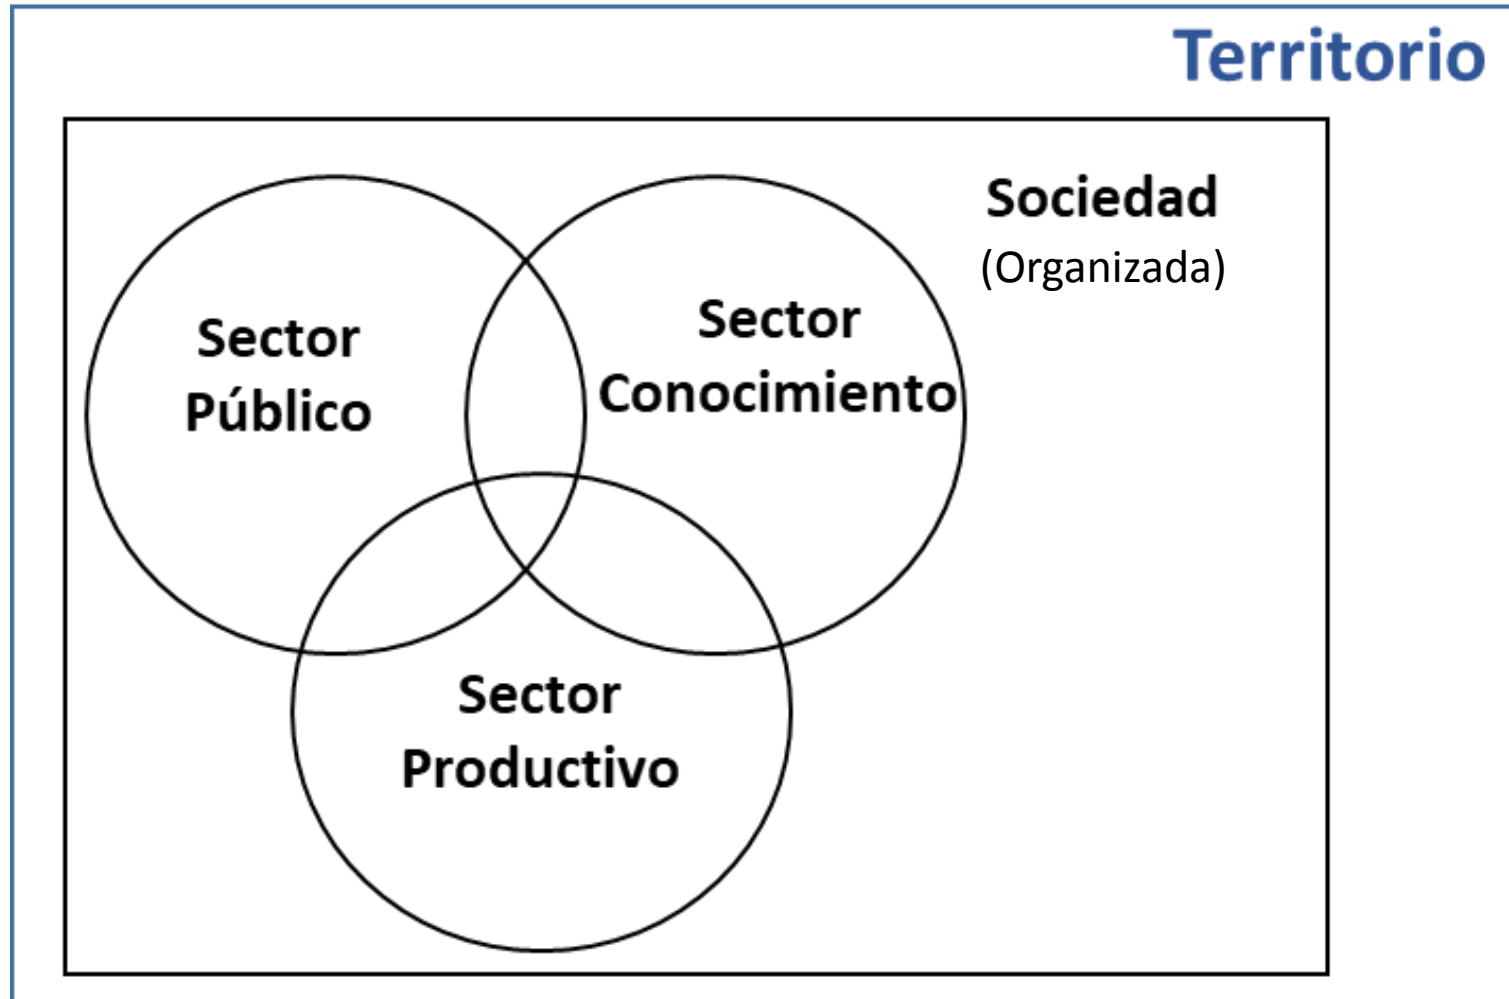 Territorio
Sociedad
(Organizada)
Sector
Público
Sector
Conocimiento
Sector
Productivo